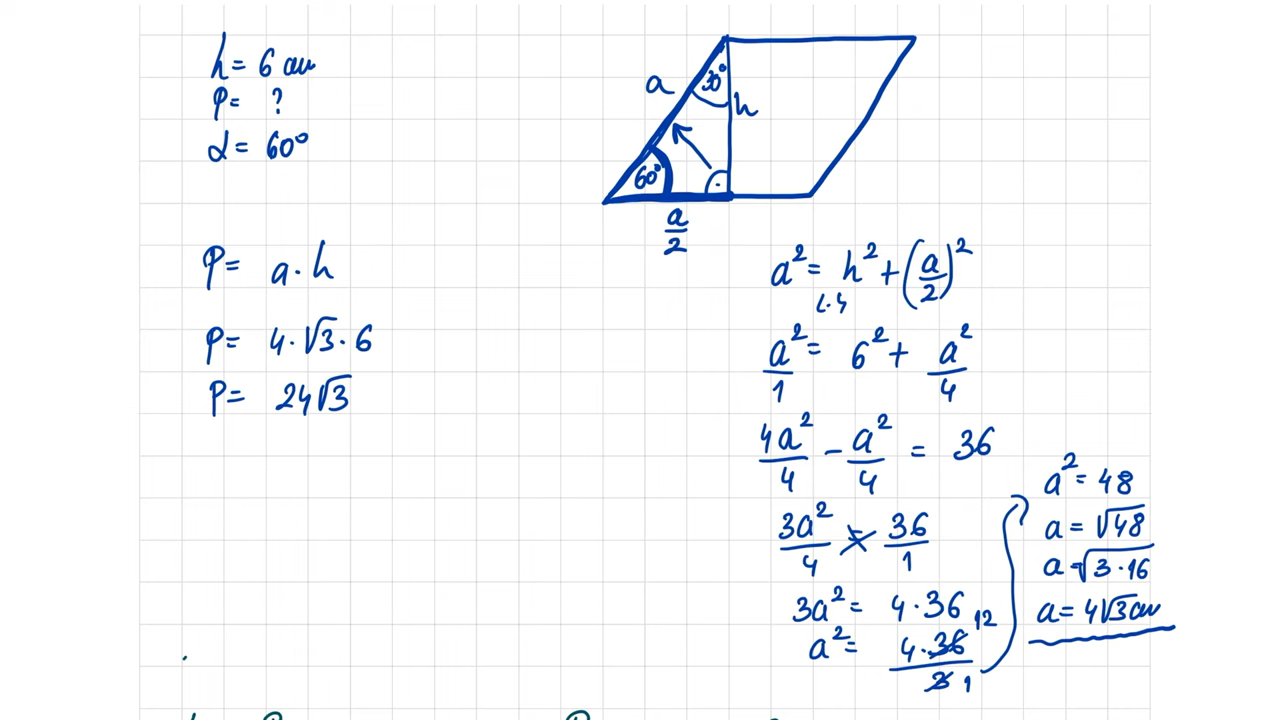 h = 6 cm
P = ?
α = 60°
a
30°
h
60°
a/2
P = a · h
P = 4 · √3 · 6
P = 24√3
a² = h² + (a/2)²
a²/1 = 6² + a²/4
4a²/4 - a²/4 = 36
3a²/4 = 36/1
3a² = 4 · 36
a² = 4 · 36 / 3 12 1
a² = 48
a = √48
a = √3 · 16
a = 4√3 cm